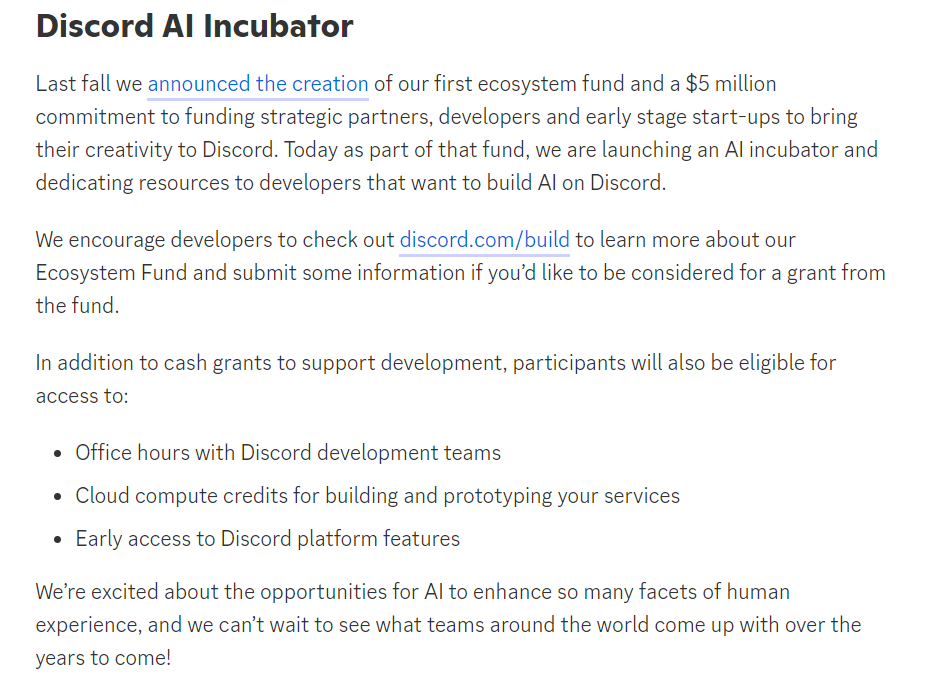 Discord AI Incubator
Last fall we announced the creation of our first ecosystem fund and a $5 million
commitment to funding strategic partners, developers and early stage start-ups to bring
their creativity to Discord. Today as part of that fund, we are launching an AI incubator and
dedicating resources to developers that want to build AI on Discord.
We encourage developers to check out discord.com/build to learn more about our
Ecosystem Fund and submit some information if you’d like to be considered for a grant from
the fund.
In addition to cash grants to support development, participants will also be eligible for
access to:
• Office hours with Discord development teams
• Cloud compute credits for building and prototyping your services
• Early access to Discord platform features
We’re excited about the opportunities for AI to enhance so many facets of human
experience, and we can’t wait to see what teams around the world come up with over the
years to come!